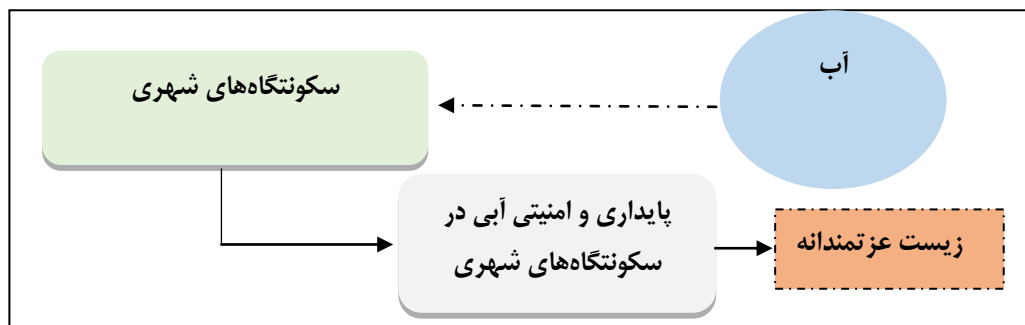 آب
سکونتگاه‌های شهری
پایداری و امنیتی آبی در
سکونتگاه‌های شهری
زیست عزتمندانه